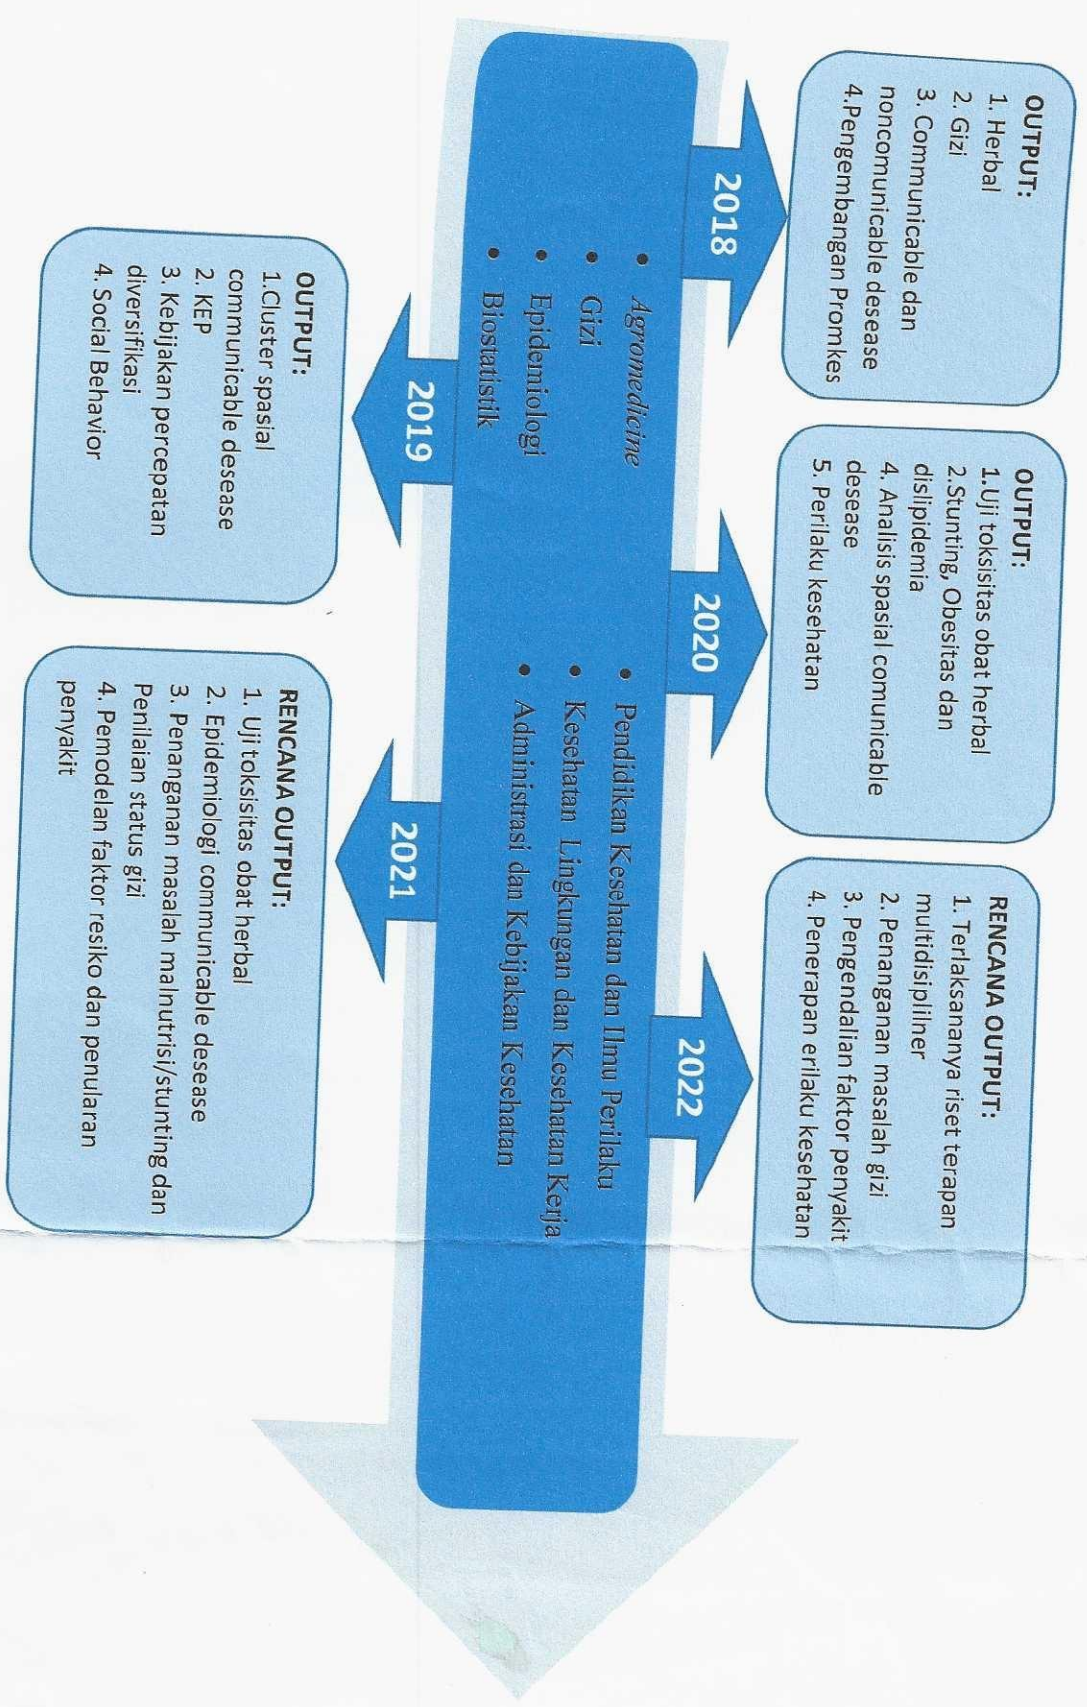 OUTPUT:
1. Herbal
2. Gizi
3. Communicable dan
noncomunicable desease
4.Pengembangan Promkes
OUTPUT:
1.Uji toksisitas obat herbal
2.Stunting, Obesitas dan
dislipidemia
4. Analisis spasial comunicable
desease
5. Perilaku kesehatan
RENCANA OUTPUT:
1. Terlaksananya riset terapan
multidisiplilner
2. Penanganan masalah gizi
3. Pengendalian faktor penyakit
4. Penerapan erilaku kesehatan
2018
2020
2022
• Agromedicine
• Gizi
• Epidemiologi
• Biostatistik
• Pendidikan Kesehatan dan Ilmu Perilaku
• Kesehatan Lingkungan dan Kesehatan Kerja
• Administrasi dan Kebijakan Kesehatan
2019
2021
OUTPUT:
1.Cluster spasial
communicable desease
2. KEP
3. Kebijakan percepatan
diversifikasi
4. Social Behavior
RENCANA OUTPUT:
1. Uji toksisitas obat herbal
2. Epidemiologi communicable desease
3. Penanganan masalah malnutrisi/stunting dan
Penilaian status gizi
4. Pemodelan faktor resiko dan penularan
penyakit